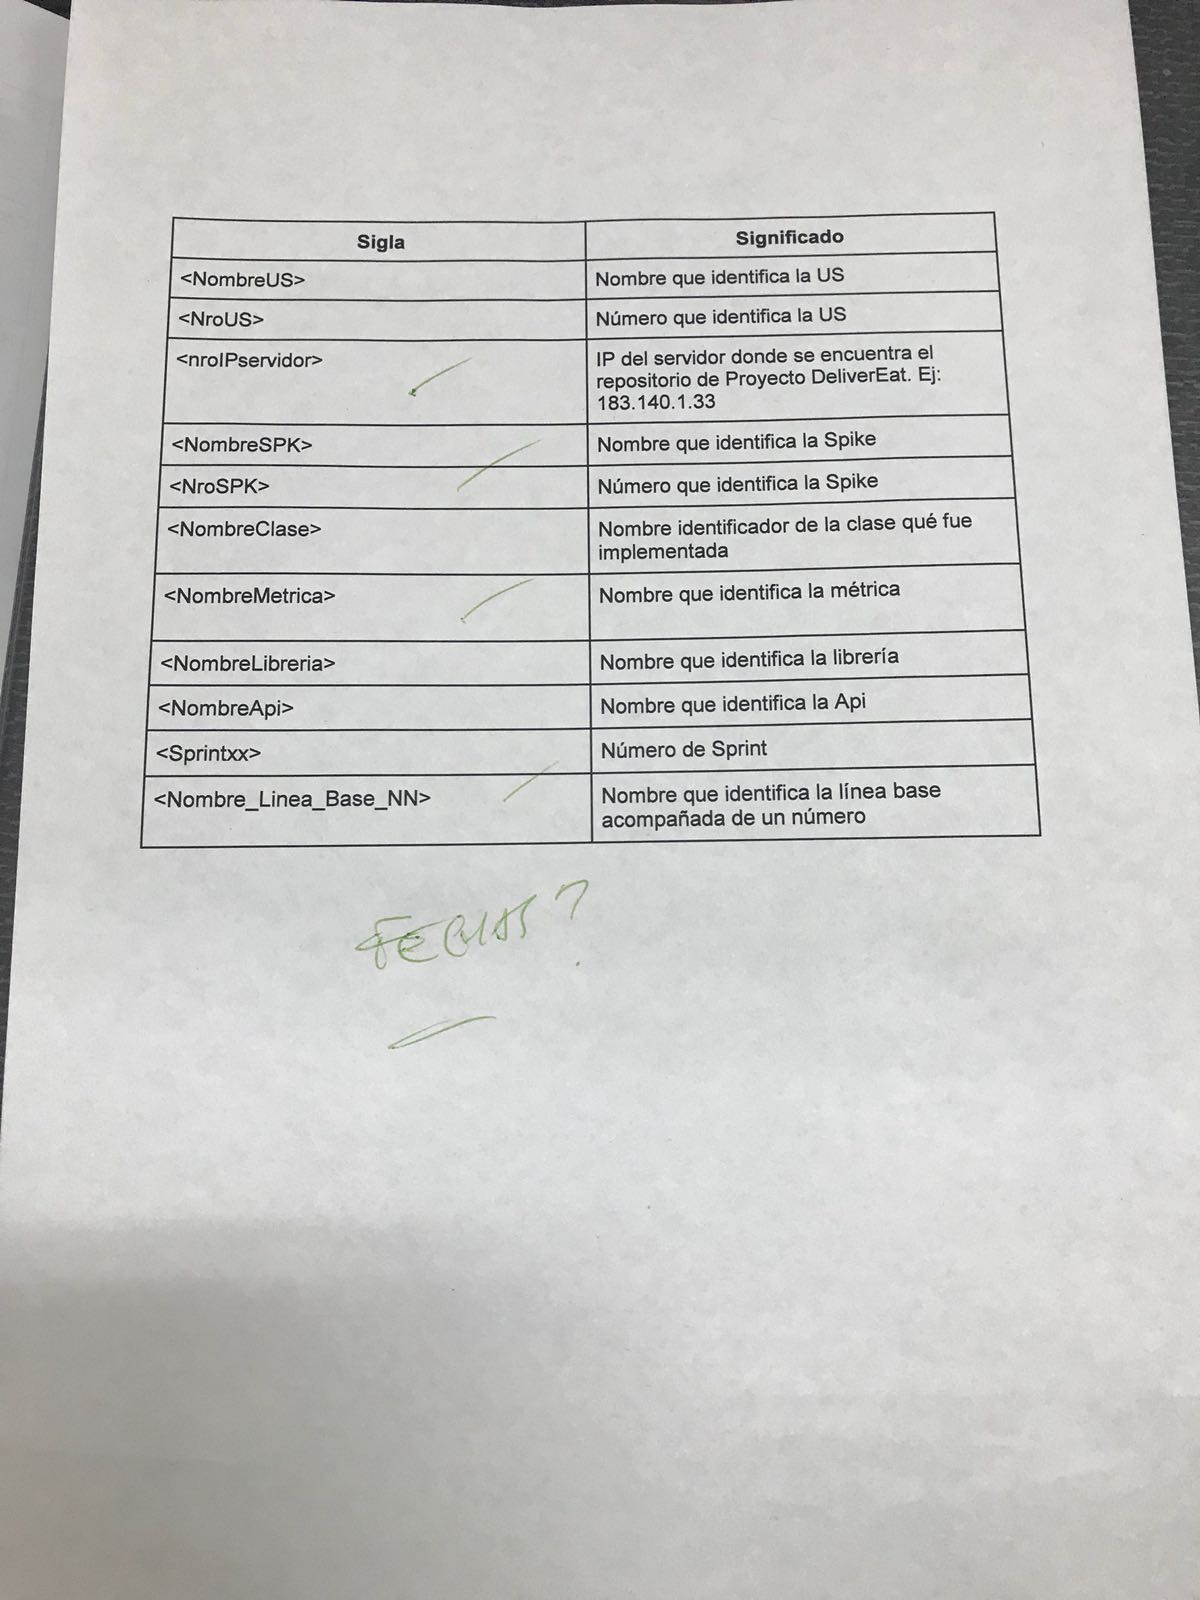 Sigla Significado
<NombreUS> Nombre que identifica la US
<NroUS> Número que identifica la US
<nroIPservidor> IP del servidor donde se encuentra el
repositorio de Proyecto DeliverEat. Ej:
183.140.1.33
<NombreSPK> Nombre que identifica la Spike
<NroSPK> Número que identifica la Spike
<NombreClase> Nombre identificador de la clase qué fue
implementada
<NombreMetrica> Nombre que identifica la métrica
<NombreLibreria> Nombre que identifica la librería
<NombreApi> Nombre que identifica la Api
<Sprintxx> Número de Sprint
<Nombre_Linea_Base_NN> Nombre que identifica la línea base
acompañada de un número
FECHAS?